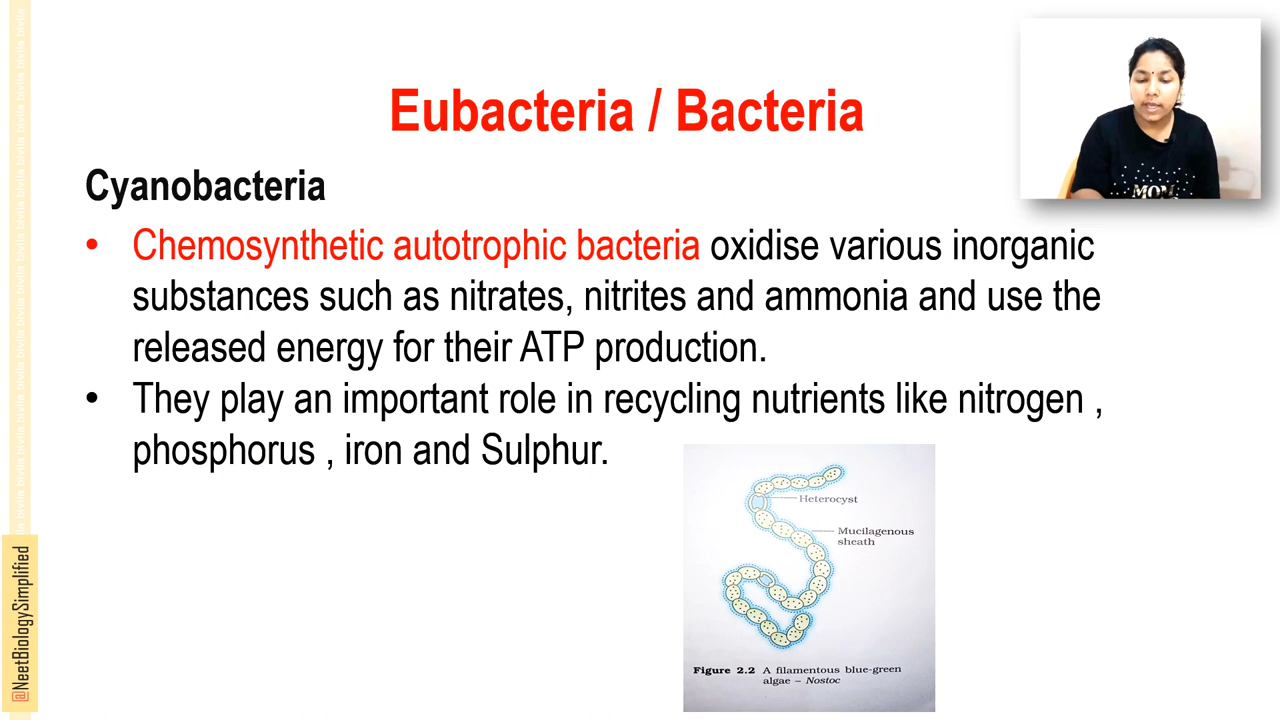 Eubacteria / Bacteria
Cyanobacteria
• Chemosynthetic autotrophic bacteria oxidise various inorganic
substances such as nitrates, nitrites and ammonia and use the
released energy for their ATP production.
• They play an important role in recycling nutrients like nitrogen ,
phosphorus , iron and Sulphur.
Heterocyst
Mucilagenous
sheath
Figure 2.2 A filamentous blue-green
algae – Nostoc
MOM
@NeetBiologySimplified